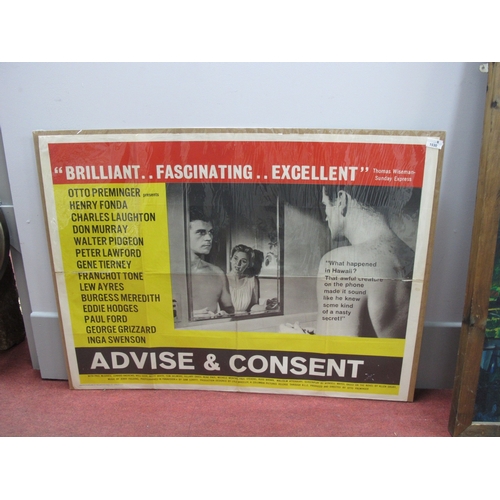 "BRILLIANT.. FASCINATING.. EXCELLENT"
Thomas Wiseman-
Sunday Express.
OTTO PREMINGER presents
HENRY FONDA
CHARLES LAUGHTON
DON MURRAY
WALTER PIDGEON
PETER LAWFORD
GENE TIERNEY
FRANCHOT TONE
LEW AYRES
BURGESS MEREDITH
EDDIE HODGES
PAUL FORD
GEORGE GRIZZARD
INGA SWENSON
"What happened
in Hawaii?
That awful creature
on the phone
made it sound
like he knew
some kind
of a nasty
secret!"
ADVISE & CONSENT